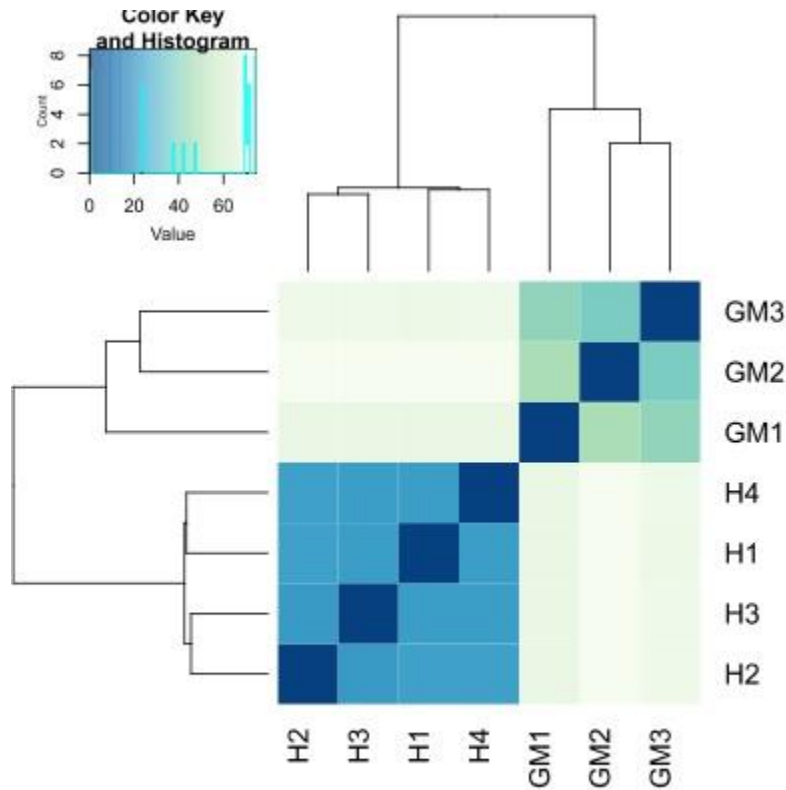 Color Key
and Histogram
Count
0 2 4 6 8
0 20 40 60
Value
GM3
GM2
GM1
H4
H1
H3
H2
H2 H3 H1 H4 GM1 GM2 GM3